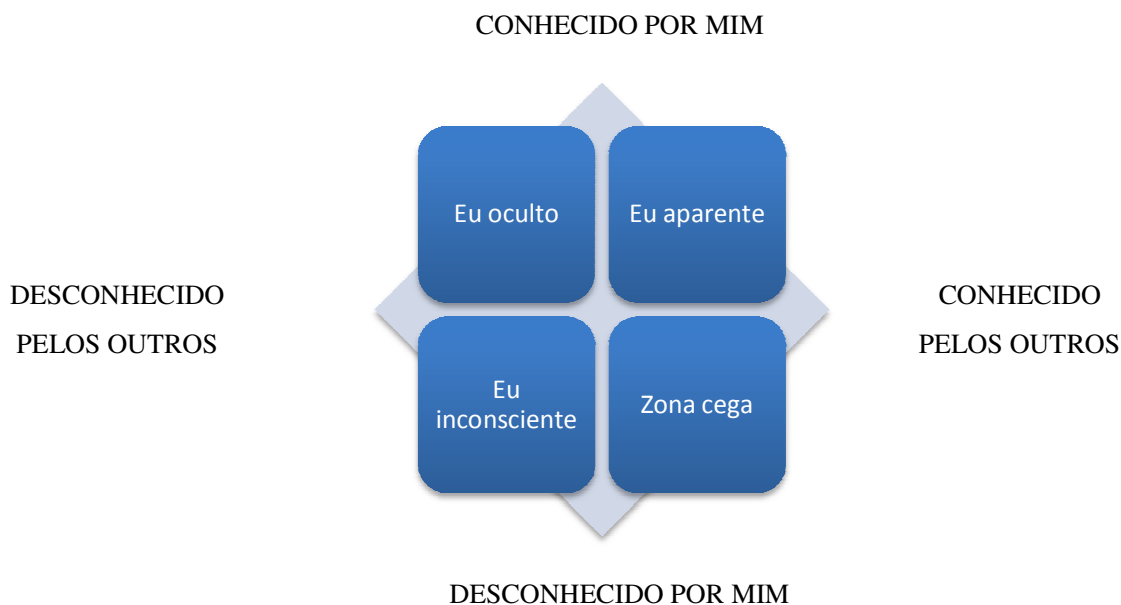 CONHECIDO POR MIM
Eu oculto
Eu aparente
DESCONHECIDO
PELOS OUTROS
CONHECIDO
PELOS OUTROS
Eu
inconsciente
Zona cega
DESCONHECIDO POR MIM